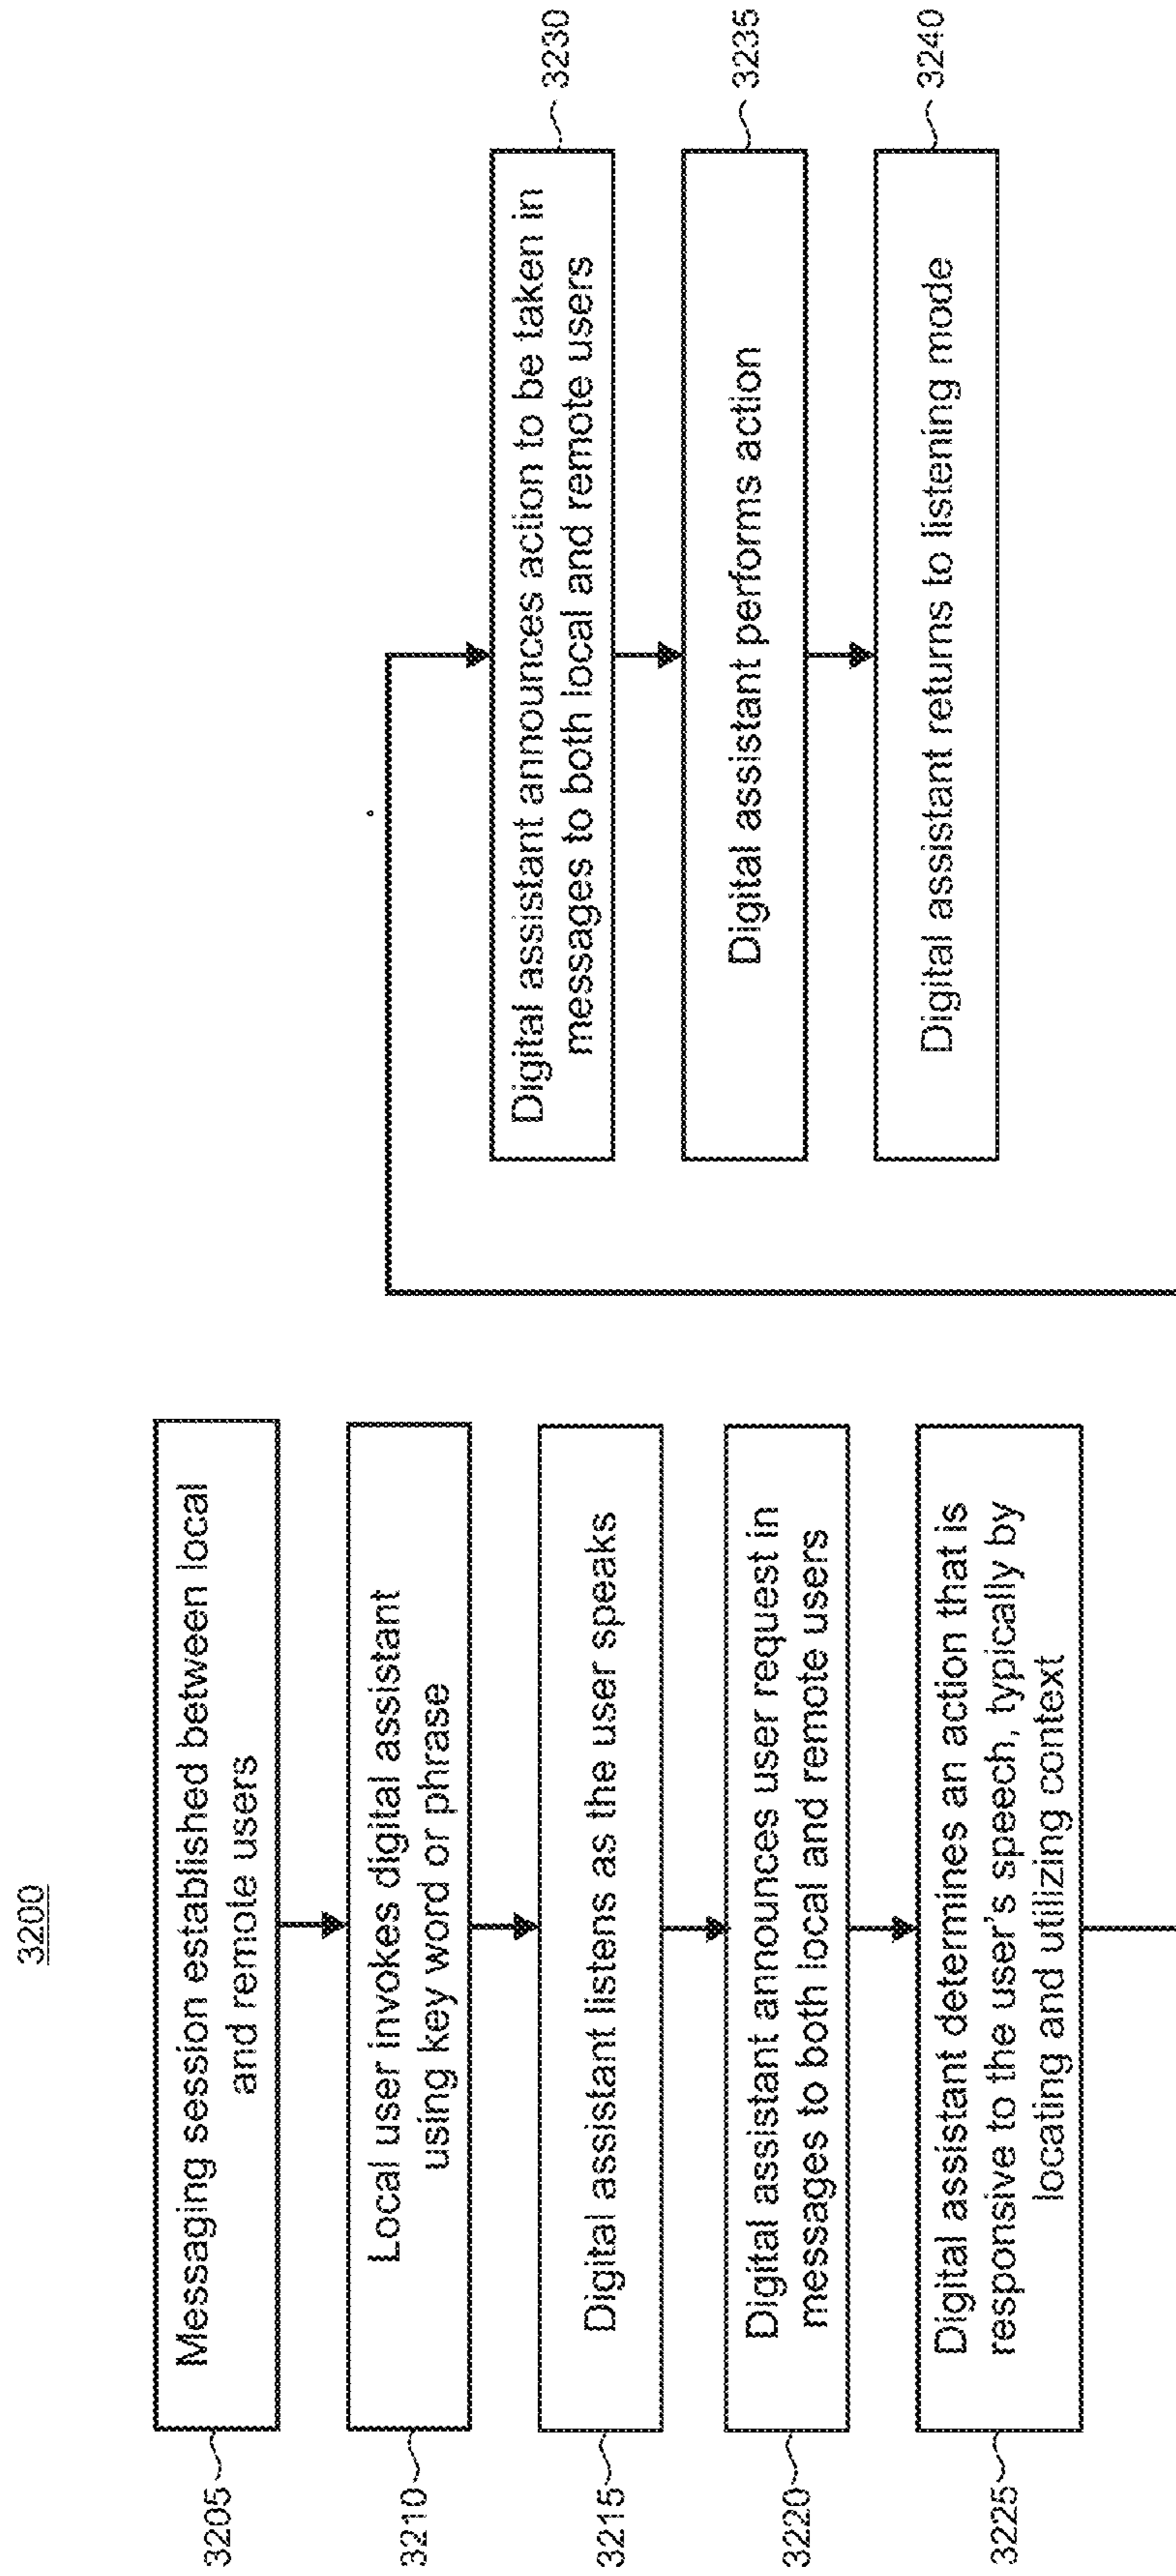 3200
3205
Messaging session established between local
and remote users
3210
Local user invokes digital assistant
using key word or phrase
3215
Digital assistant listens as the user speaks
3220
Digital assistant announces user request in
messages to both local and remote users
3225
Digital assistant determines an action that is
responsive to the user's speech, typically by
locating and utilizing context
Digital assistant announces action to be taken in
messages to both local and remote users
3230
Digital assistant performs action
3235
Digital assistant returns to listening mode
3240